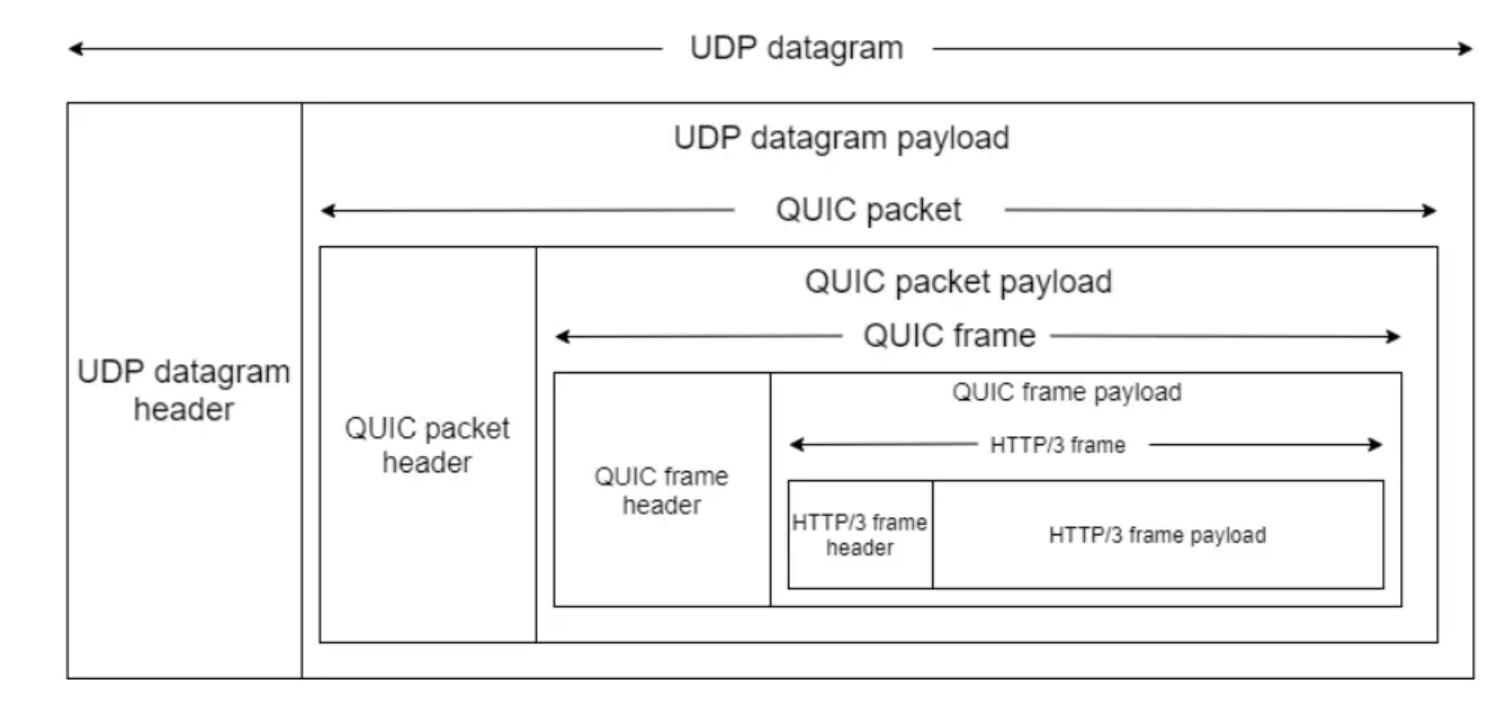 UDP datagram
UDP datagram payload
QUIC packet
QUIC packet payload
QUIC frame
UDP datagram
header
QUIC packet
header
QUIC frame payload
HTTP/3 frame
QUIC frame
header
HTTP/3 frame
header
HTTP/3 frame payload